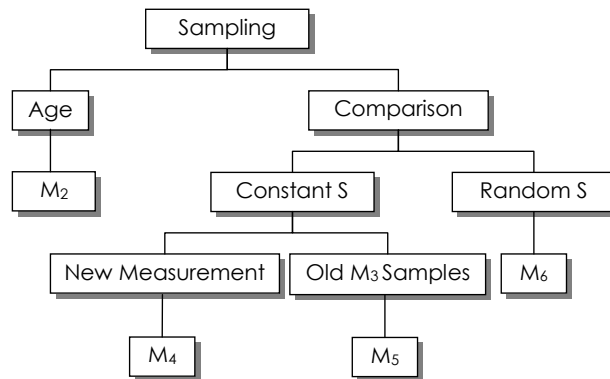 Sampling
Age
Comparison
M₂
Constant S
Random S
New Measurement
Old M₃ Samples
M₆
M₄
M₅